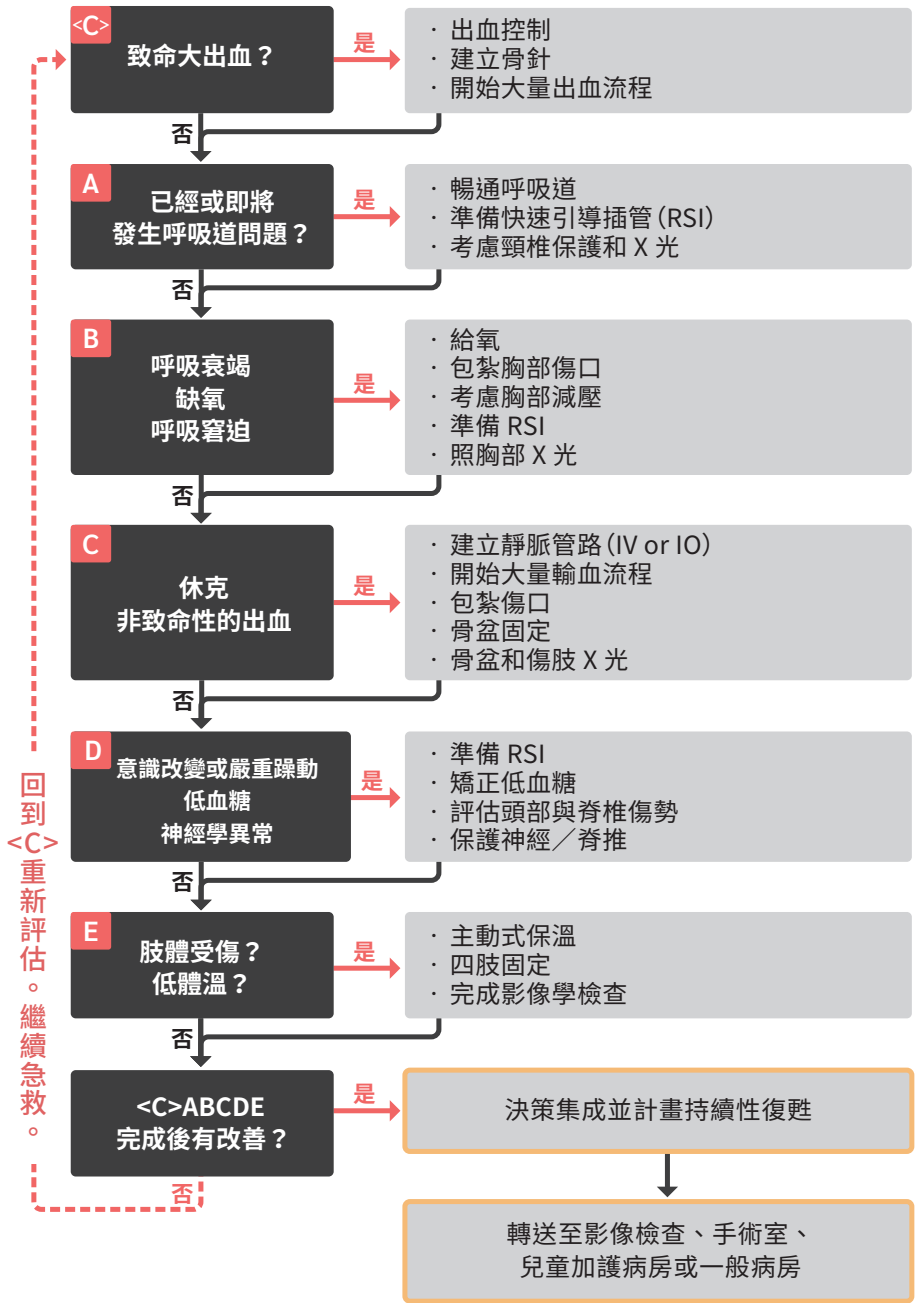 <C>
致命大出血？
是
· 出血控制
· 建立骨針
· 開始大量出血流程
否
A
已經或即將
發生呼吸道問題？
是
· 暢通呼吸道
· 準備快速引導插管（RSI）
· 考慮頸椎保護和 X 光
否
B
呼吸衰竭
缺氧
呼吸窘迫
是
· 給氧
· 包紮胸部傷口
· 考慮胸部減壓
· 準備 RSI
· 照胸部 X 光
否
C
休克
非致命性的出血
是
· 建立靜脈管路（IV or IO）
· 開始大量輸血流程
· 包紮傷口
· 骨盆固定
· 骨盆和傷肢 X 光
否
D
意識改變或嚴重躁動
低血糖
神經學異常
是
· 準備 RSI
· 矯正低血糖
· 評估頭部與脊椎傷勢
· 保護神經／脊推
否
E
肢體受傷？
低體溫？
是
· 主動式保溫
· 四肢固定
· 完成影像學檢查
否
<C>ABCDE
完成後有改善？
是
決策集成並計畫持續性復甦
轉送至影像檢查、手術室、
兒童加護病房或一般病房
否
回到<C>重新評估。繼續急救。